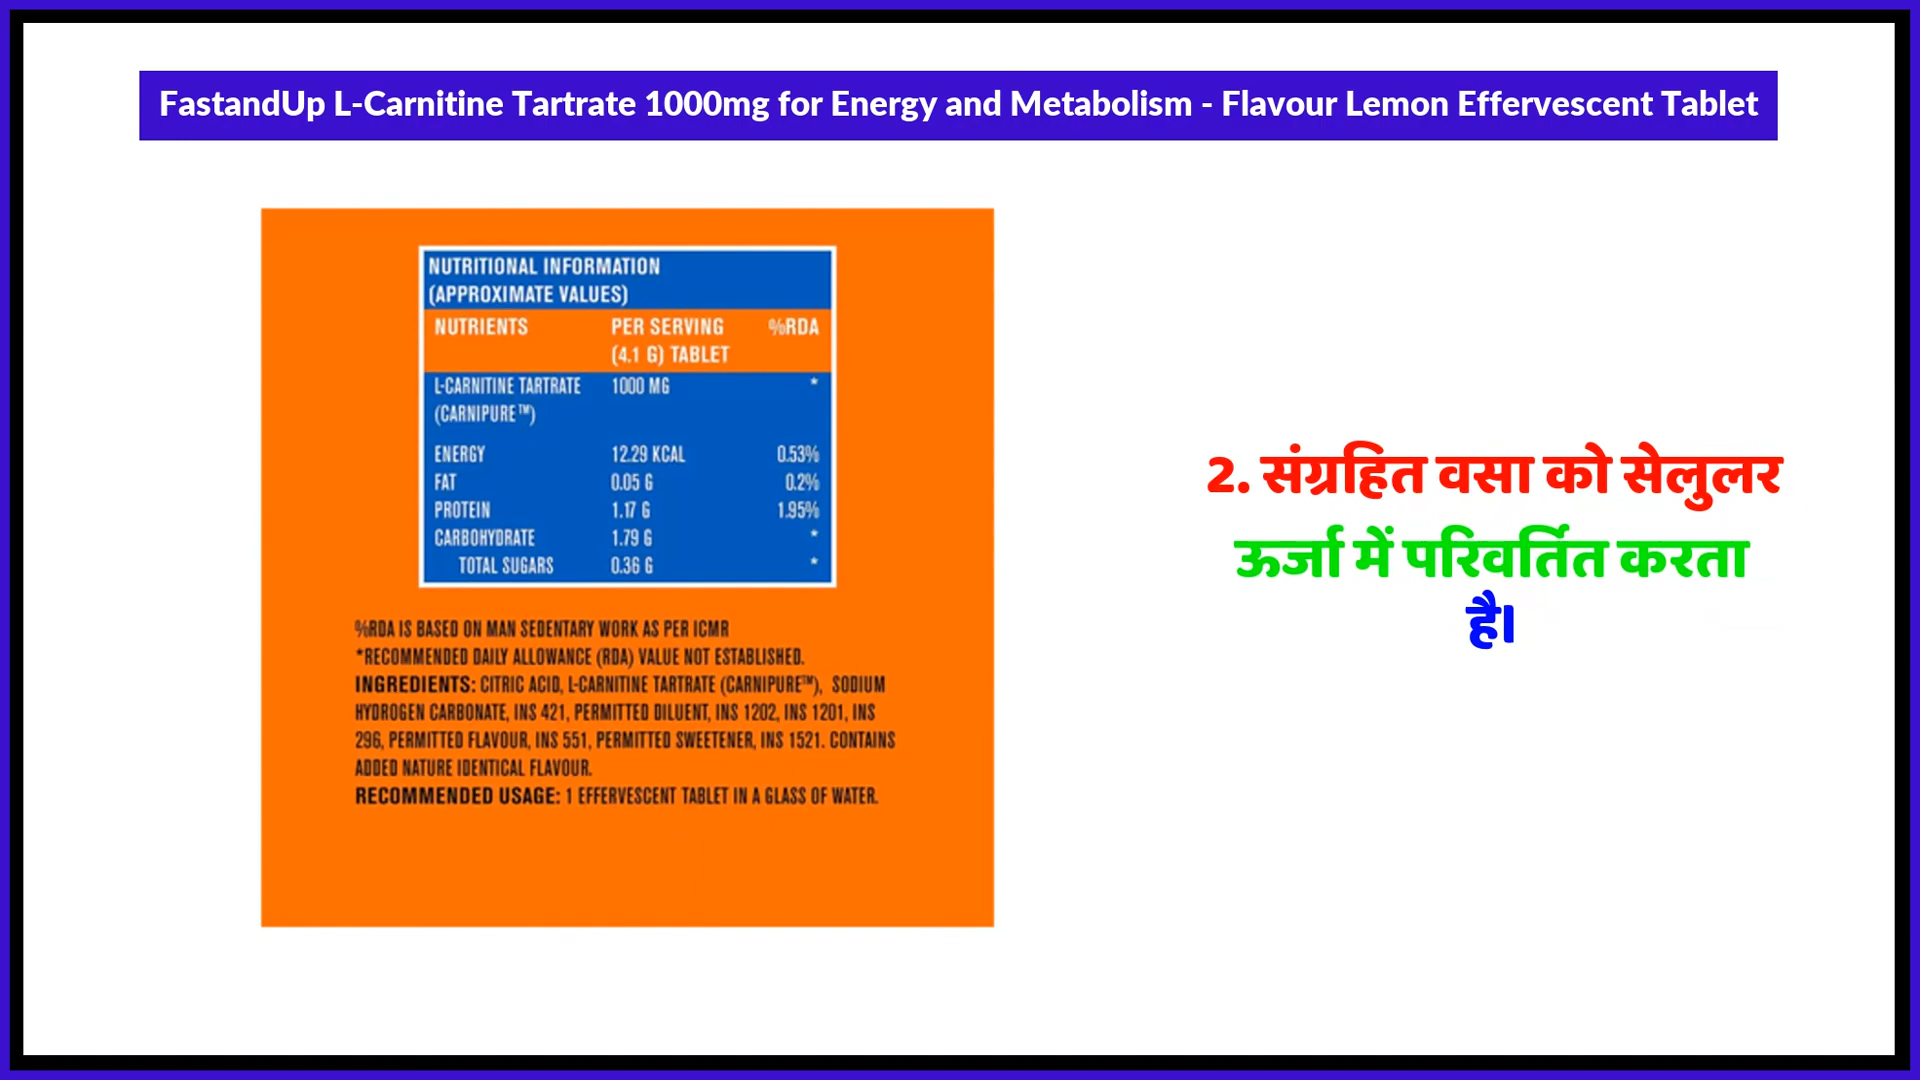 FastandUp L-Carnitine Tartrate 1000mg for Energy and Metabolism - Flavour Lemon Effervescent Tablet
NUTRITIONAL INFORMATION
(APPROXIMATE VALUES)
NUTRIENTS PER SERVING %RDA
(4.1 G) TABLET
L-CARNITINE TARTRATE 1000 MG *
(CARNIPURE™)
ENERGY 12.29 KCAL 0.53%
FAT 0.05 G 0.2%
PROTEIN 1.17 G 1.95%
CARBOHYDRATE 1.79 G *
TOTAL SUGARS 0.36 G *
%RDA IS BASED ON MAN SEDENTARY WORK AS PER ICMR
*RECOMMENDED DAILY ALLOWANCE (RDA) VALUE NOT ESTABLISHED.
INGREDIENTS: CITRIC ACID, L-CARNITINE TARTRATE (CARNIPURE™), SODIUM
HYDROGEN CARBONATE, INS 421, PERMITTED DILUENT, INS 1202, INS 1201, INS
296, PERMITTED FLAVOUR, INS 551, PERMITTED SWEETENER, INS 1521. CONTAINS
ADDED NATURE IDENTICAL FLAVOUR.
RECOMMENDED USAGE: 1 EFFERVESCENT TABLET IN A GLASS OF WATER.
2. संग्रहित वसा को सेलुलर
ऊर्जा में परिवर्तित करता
है।